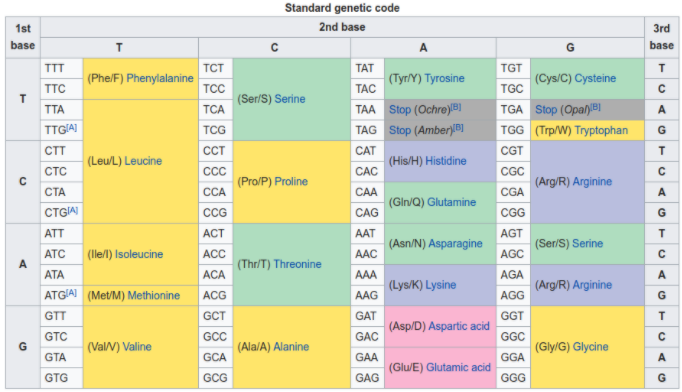 Standard genetic code
1st base 2nd base 3rd base
T C A G
T TTT (Phe/F) Phenylalanine TCT (Ser/S) Serine TAT (Tyr/Y) Tyrosine TGT (Cys/C) Cysteine T
TTC TCC TAC TGC C
TTA (Leu/L) Leucine TCA TAA Stop (Ochre)[B] TGA Stop (Opal)[B] A
TTG[A] TCG TAG Stop (Amber)[B] TGG (Trp/W) Tryptophan G
C CTT CCT (Pro/P) Proline CAT (His/H) Histidine CGT (Arg/R) Arginine T
CTC CCC CAC CGC C
CTA CCA CAA (Gln/Q) Glutamine CGA A
CTG[A] CCG CAG CGG G
A ATT (Ile/I) Isoleucine ACT (Thr/T) Threonine AAT (Asn/N) Asparagine AGT (Ser/S) Serine T
ATC ACC AAC AGC C
ATA ACA AAA (Lys/K) Lysine AGA (Arg/R) Arginine A
ATG[A] (Met/M) Methionine ACG AAG AGG G
G GTT (Val/V) Valine GCT (Ala/A) Alanine GAT (Asp/D) Aspartic acid GGT (Gly/G) Glycine T
GTC GCC GAC GGC C
GTA GCA GAA (Glu/E) Glutamic acid GGA A
GTG GCG GAG GGG G